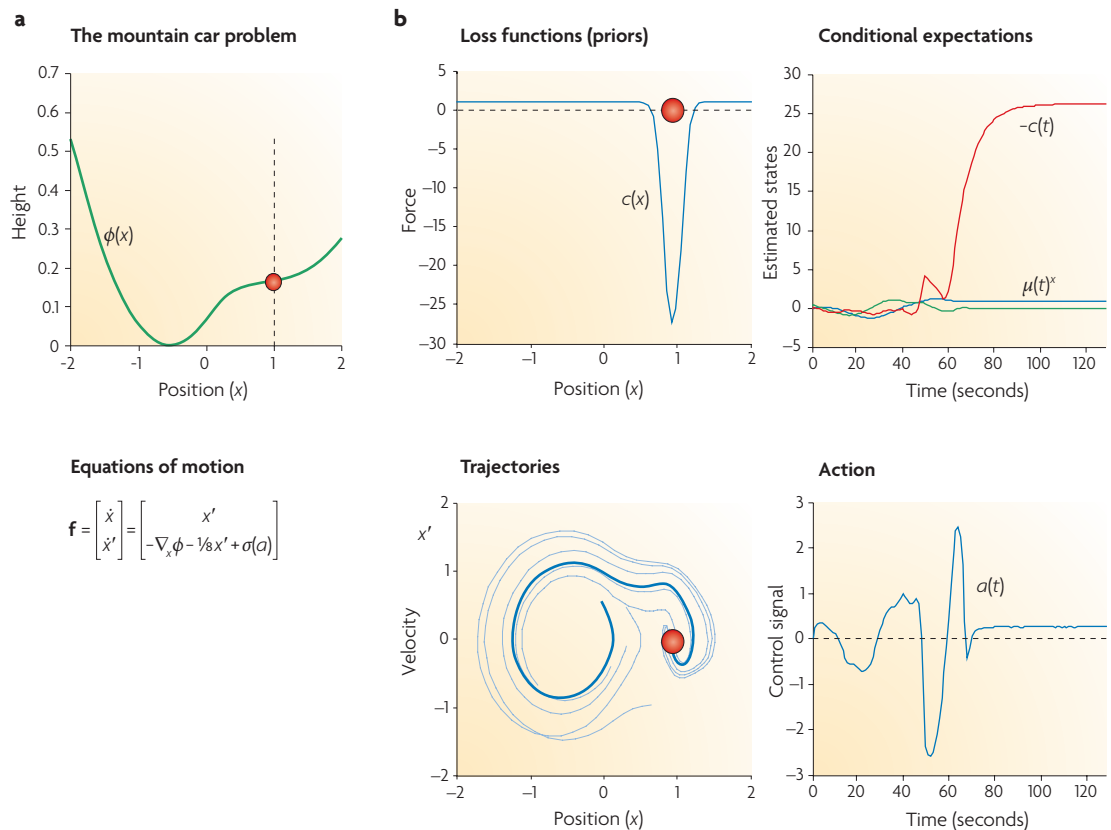 a
The mountain car problem
0.7
0.6
0.5
0.4
0.3
0.2
0.1
0
Height
ϕ(x)
-2
-1
0
1
2
Position (x)
Equations of motion
f = [ẋ ẋ′] = [x′ −∇ₓϕ − ⅛x′ + σ(a)]
b
Loss functions (priors)
5
0
−5
−10
−15
−20
−25
−30
Force
c(x)
−2
−1
0
1
2
Position (x)
Conditional expectations
30
25
20
15
10
5
0
−5
Estimated states
−c(t)
μ(t)ˣ
0
20
40
60
80
100
120
Time (seconds)
Trajectories
2
x′
1
0
−1
−2
Velocity
−2
−1
0
1
2
Position (x)
Action
3
2
1
0
−1
−2
−3
Control signal
a(t)
0
20
40
60
80
100
120
Time (seconds)